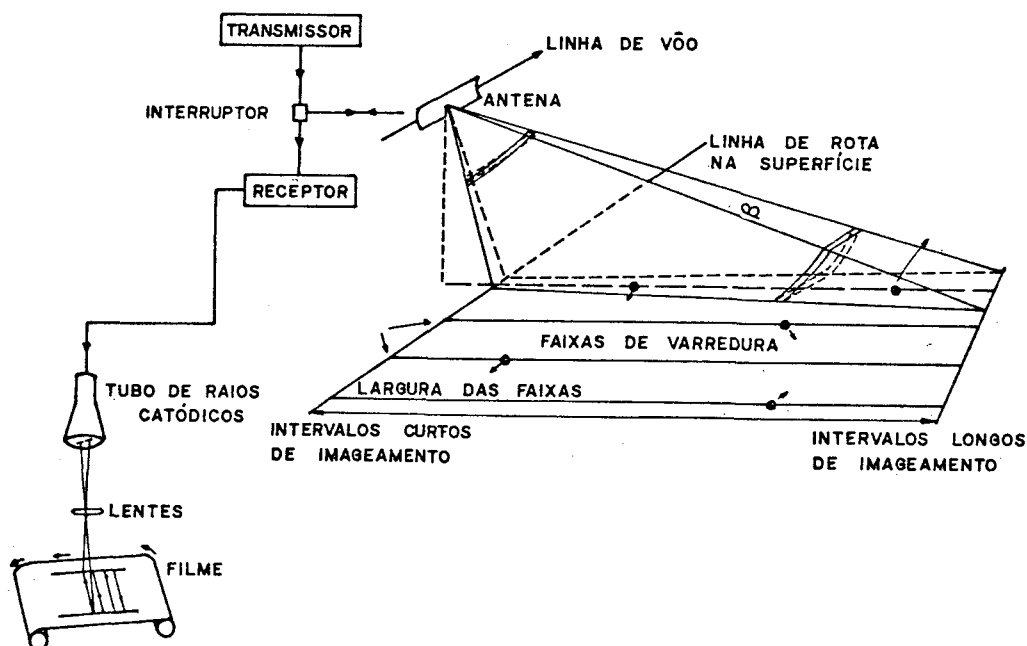 TRANSMISSOR
LINHA DE VÔO
INTERRUPTOR
ANTENA
LINHA DE ROTA
NA SUPERFÍCIE
RECEPTOR
β
FAIXAS DE VARREDURA
TUBO DE RAIOS
CATÓDICOS
LARGURA DAS FAIXAS
INTERVALOS CURTOS
DE IMAGEAMENTO
INTERVALOS LONGOS
DE IMAGEAMENTO
LENTES
FILME